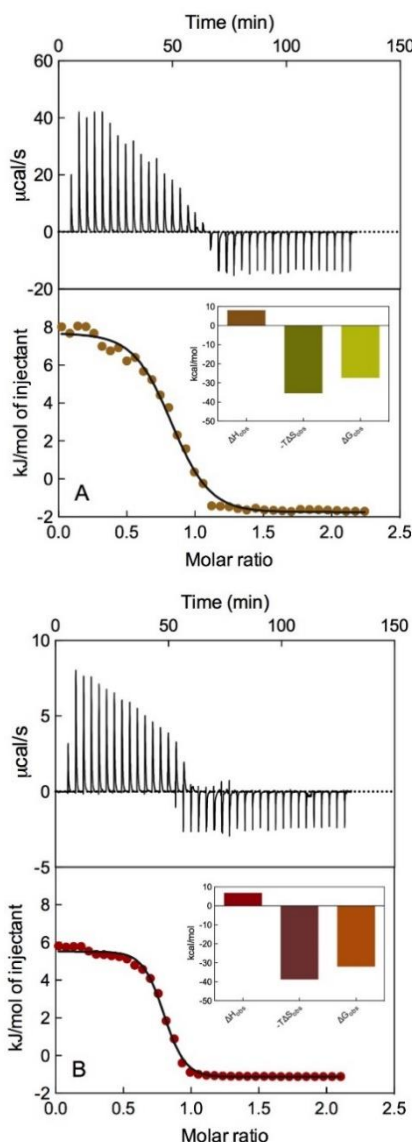 Time (min)
0 50 100 150
60
40
20
0
-20
μcal/s
10
0
-10
-20
-30
-40
-50
kcal/mol
ΔHobs
-TΔSobs
ΔGobs
8
6
4
2
0
-2
kJ/mol of injectant
A
0.0 0.5 1.0 1.5 2.0 2.5
Molar ratio
Time (min)
0 50 100 150
10
5
0
-5
μcal/s
10
0
-10
-20
-30
-40
-50
kcal/mol
ΔHobs
-TΔSobs
ΔGobs
8
6
4
2
0
-2
kJ/mol of injectant
B
0.0 0.5 1.0 1.5 2.0 2.5
Molar ratio